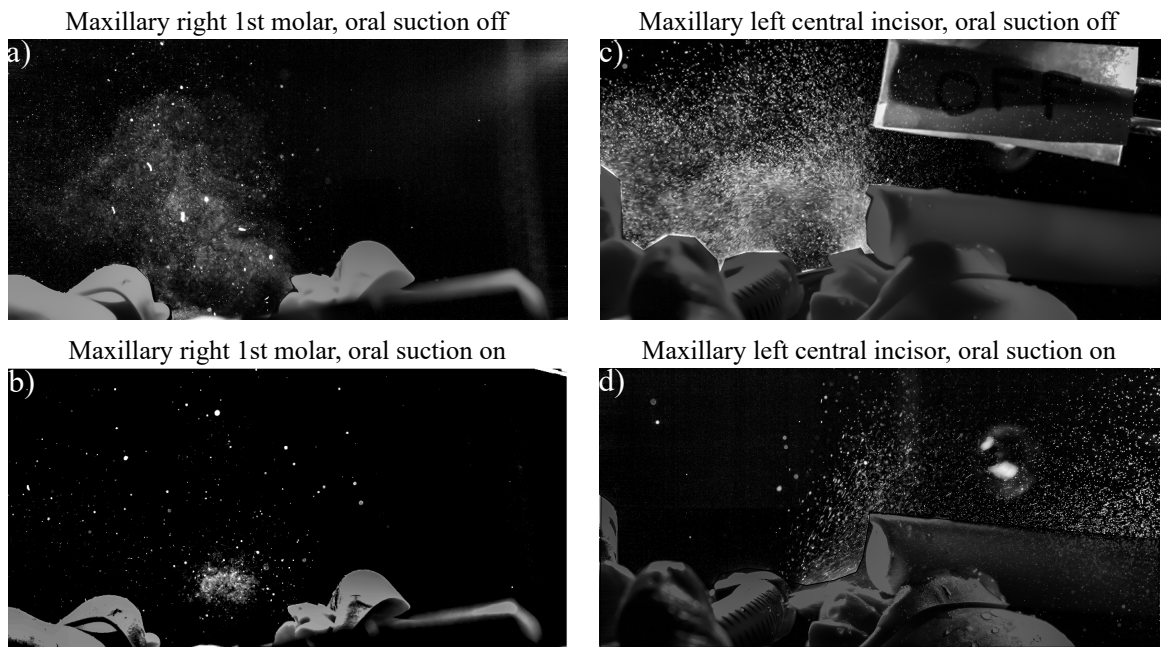 Maxillary right 1st molar, oral suction off
a)
Maxillary left central incisor, oral suction off
c)
OFF
Maxillary right 1st molar, oral suction on
b)
Maxillary left central incisor, oral suction on
d)